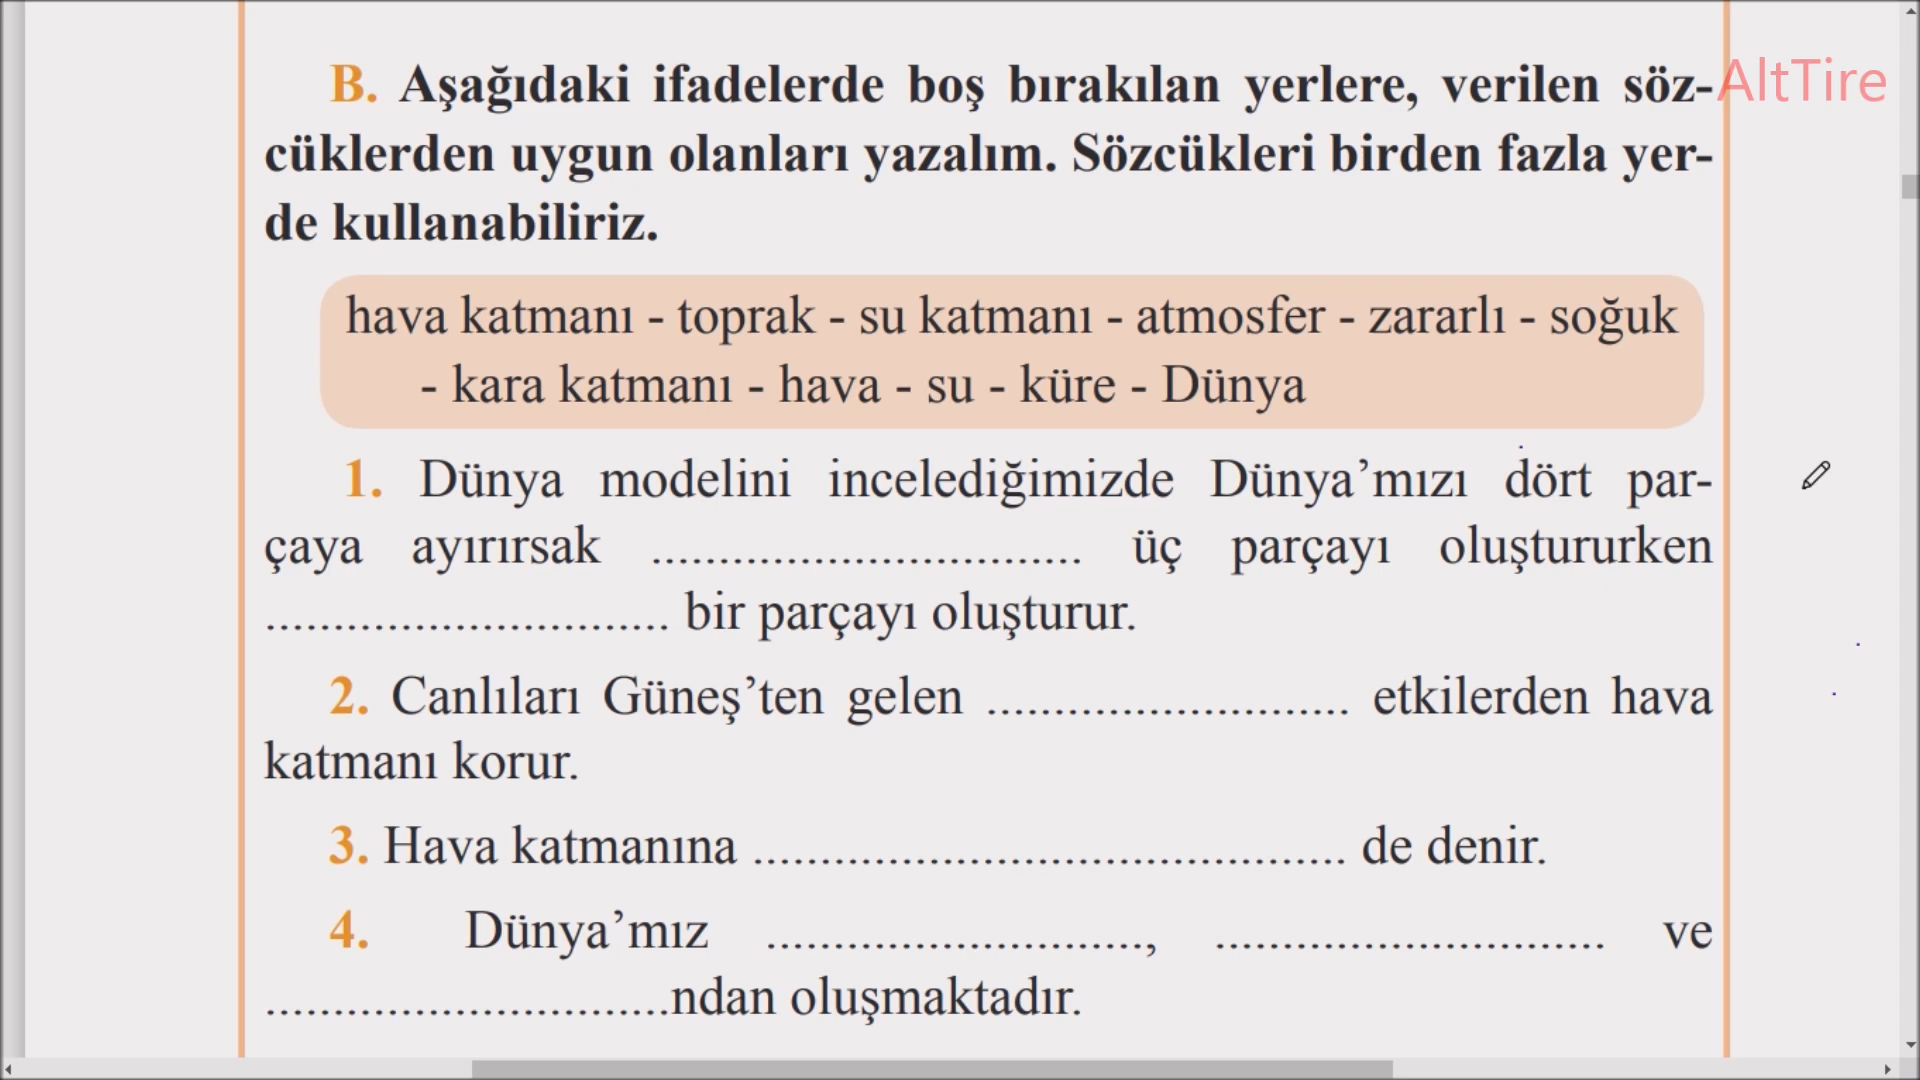 AltTire
B. Aşağıdaki ifadelerde boş bırakılan yerlere, verilen söz-
cüklerden uygun olanları yazalım. Sözcükleri birden fazla yer-
de kullanabiliriz.
hava katmanı - toprak - su katmanı - atmosfer - zararlı - soğuk
- kara katmanı - hava - su - küre - Dünya
1. Dünya modelini incelediğimizde Dünya’mızı dört par-
çaya ayırırsak ................................ üç parçayı oluştururken
.............................. bir parçayı oluşturur.
2. Canlıları Güneş’ten gelen ........................... etkilerden hava
katmanı korur.
3. Hava katmanına ............................................ de denir.
4. Dünya’mız ............................, ............................. ve
..............................ndan oluşmaktadır.